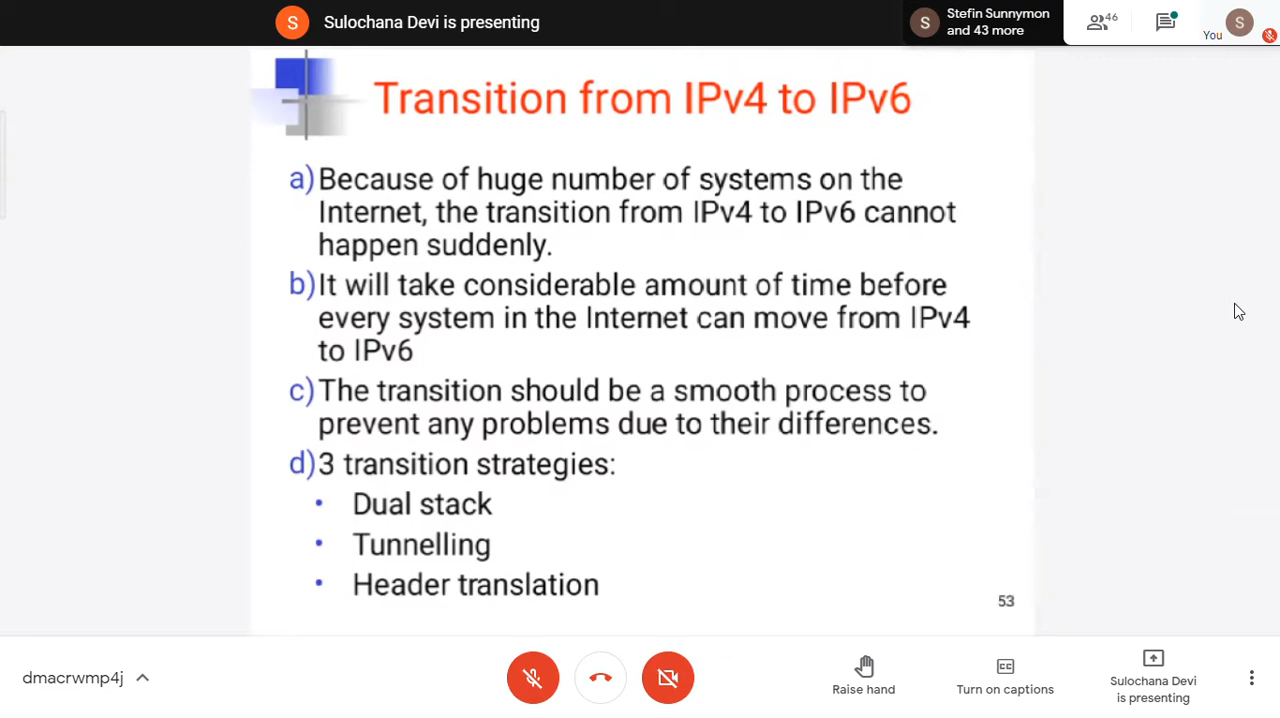 S
Sulochana Devi is presenting
S
Stefin Sunnymon
and 43 more
46
You
S
Transition from IPv4 to IPv6
a) Because of huge number of systems on the
Internet, the transition from IPv4 to IPv6 cannot
happen suddenly.
b) It will take considerable amount of time before
every system in the Internet can move from IPv4
to IPv6
c) The transition should be a smooth process to
prevent any problems due to their differences.
d) 3 transition strategies:
• Dual stack
• Tunnelling
• Header translation
53
dmacrwmp4j
Raise hand
CC
Turn on captions
Sulochana Devi
is presenting